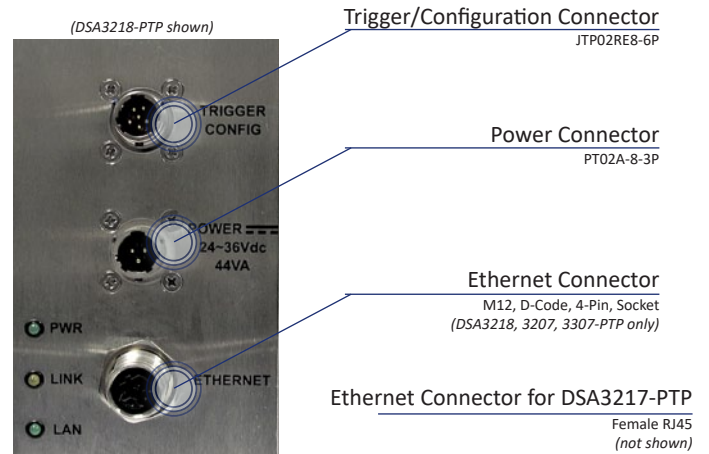 (DSA3218-PTP shown)
Trigger/Configuration Connector
JTP02RE8-6P
TRIGGER
CONFIG
Power Connector
PT02A-8-3P
POWER
24~36Vdc
44VA
Ethernet Connector
M12, D-Code, 4-Pin, Socket
(DSA3218, 3207, 3307-PTP only)
PWR
LINK
ETHERNET
LAN
Ethernet Connector for DSA3217-PTP
Female RJ45
(not shown)